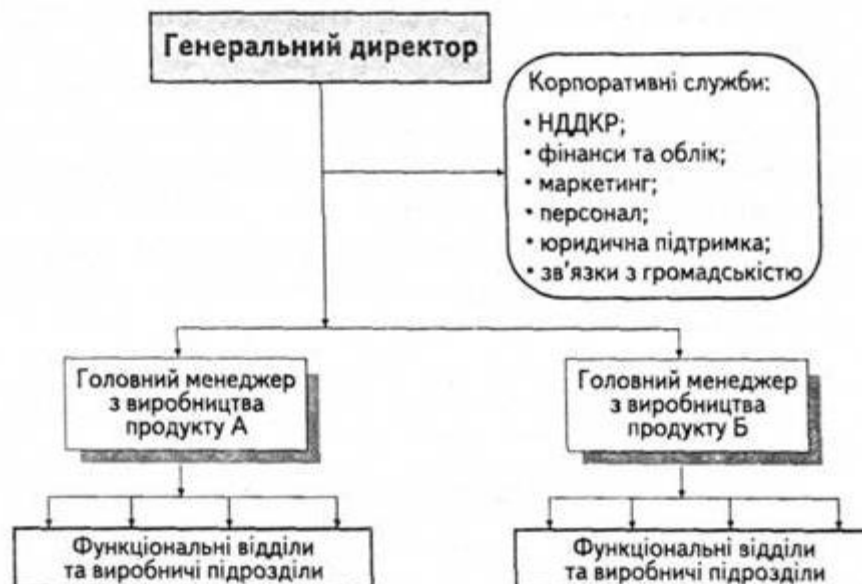 Генеральний директор
Корпоративні служби:
• НДДКР;
• фінанси та облік;
• маркетинг;
• персонал;
• юридична підтримка;
• зв'язки з громадськістю
Головний менеджер
з виробництва
продукту А
Головний менеджер
з виробництва
продукту Б
Функціональні відділи
та виробничі підрозділи
Функціональні відділи
та виробничі підрозділи